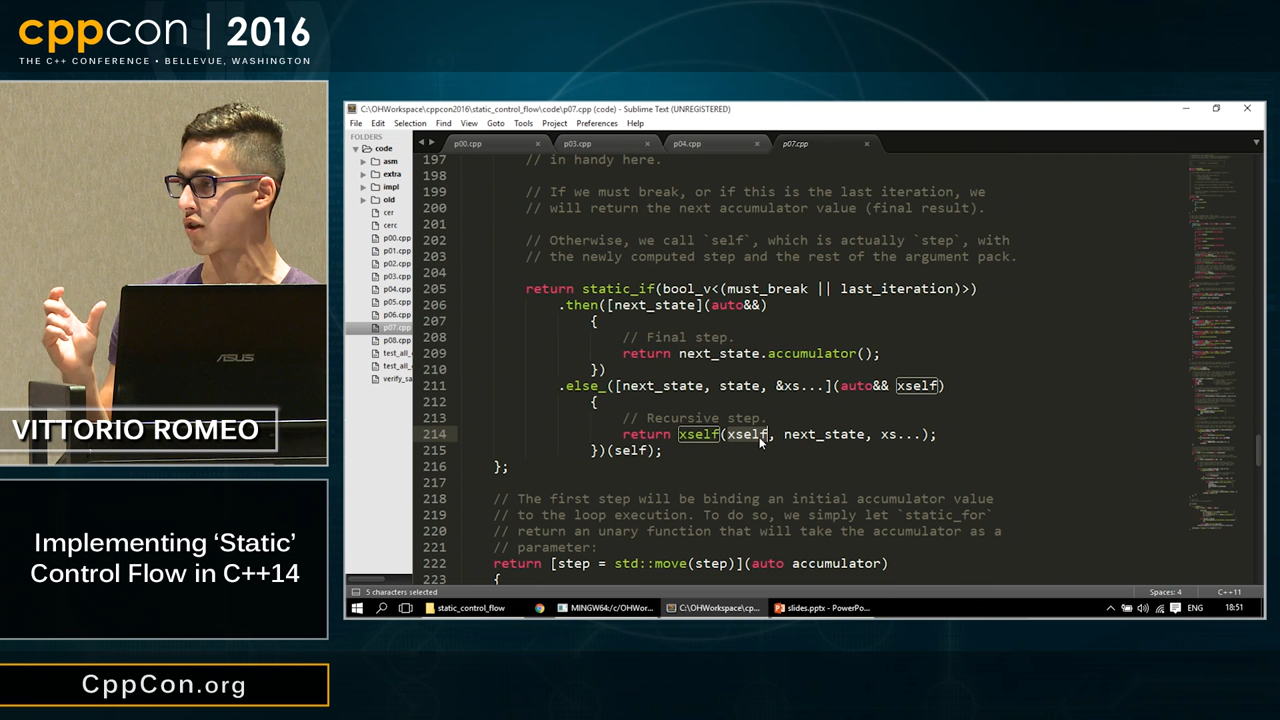 cppcon | 2016
THE C++ CONFERENCE • BELLEVUE, WASHINGTON
ASUS
VITTORIO ROMEO
Implementing ‘Static’
Control Flow in C++14
CppCon.org
C:\OHWorkspace\cppcon2016\static_control_flow\code\p07.cpp (code) - Sublime Text (UNREGISTERED)
File Edit Selection Find View Goto Tools Project Preferences Help
FOLDERS
code
asm
extra
impl
old
cer
cerc
p00.cpp
p01.cpp
p02.cpp
p03.cpp
p04.cpp
p05.cpp
p06.cpp
p07.cpp
p08.cpp
test_all_
test_all_
verify_sa
p00.cpp p03.cpp p04.cpp p07.cpp
197 // in handy here.
198
199 // If we must break, or if this is the last iteration, we
200 // will return the next accumulator value (final result).
201
202 // Otherwise, we call `self`, which is actually `step`, with
203 // the newly computed step and the rest of the argument pack.
204
205 return static_if(bool_v<(must_break || last_iteration)>)
206 .then([next_state](auto&&)
207 {
208 // Final step.
209 return next_state.accumulator();
210 })
211 .else_([next_state, state, &xs...](auto&& xself)
212 {
213 // Recursive step.
214 return xself(xself, next_state, xs...);
215 })(self);
216 };
217
218 // The first step will be binding an initial accumulator value
219 // to the loop execution. To do so, we simply let `static_for`
220 // return an unary function that will take the accumulator as a
221 // parameter:
222 return [step = std::move(step)](auto accumulator)
223 {
5 characters selected Spaces: 4 C++11
static_control_flow MINGW64:/c/OHWor... C:\OHWorkspace\cp... slides.pptx - PowerPo... ENG 18:51